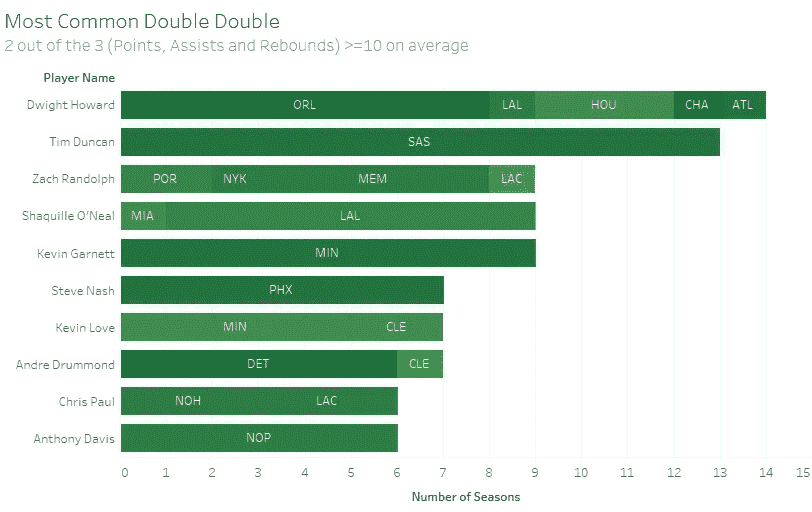 Most Common Double Double
2 out of the 3 (Points, Assists and Rebounds) >=10 on average
Player Name
Dwight Howard ORL LAL HOU CHA ATL
Tim Duncan SAS
Zach Randolph POR NYK MEM LAC
Shaquille O'Neal MIA LAL
Kevin Garnett MIN
Steve Nash PHX
Kevin Love MIN CLE
Andre Drummond DET CLE
Chris Paul NOH LAC
Anthony Davis NOP
0 1 2 3 4 5 6 7 8 9 10 11 12 13 14 15
Number of Seasons